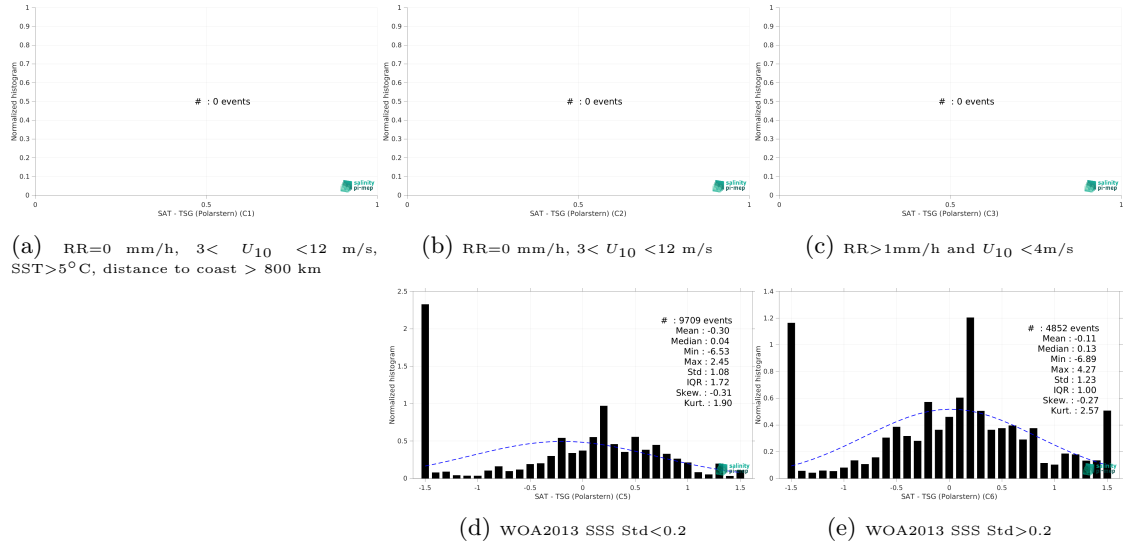 1
0.9
0.8
0.7
0.6
0.5
0.4
0.3
0.2
0.1
0
Normalized histogram
# : 0 events
salinity
pi-mep
0 0.5 1
SAT - TSG (Polarstern) (C1)
1
0.9
0.8
0.7
0.6
0.5
0.4
0.3
0.2
0.1
0
Normalized histogram
# : 0 events
salinity
pi-mep
0 0.5 1
SAT - TSG (Polarstern) (C2)
1
0.9
0.8
0.7
0.6
0.5
0.4
0.3
0.2
0.1
0
Normalized histogram
# : 0 events
salinity
pi-mep
0 0.5 1
SAT - TSG (Polarstern) (C3)
(a) RR=0 mm/h, 3< U10 <12 m/s,
SST>5°C, distance to coast > 800 km
(b) RR=0 mm/h, 3< U10 <12 m/s
(c) RR>1mm/h and U10 <4m/s
2.5
2
1.5
1
0.5
0
Normalized histogram
# : 9709 events
Mean : -0.30
Median : 0.04
Min : -6.53
Max : 2.45
Std : 1.08
IQR : 1.72
Skew. : -0.31
Kurt. : 1.90
salinity
pi-mep
-1.5 -1 -0.5 0 0.5 1 1.5
SAT - TSG (Polarstern) (C5)
1.4
1.2
1
0.8
0.6
0.4
0.2
0
Normalized histogram
# : 4852 events
Mean : -0.11
Median : 0.13
Min : -6.89
Max : 4.27
Std : 1.23
IQR : 1.00
Skew. : -0.27
Kurt. : 2.57
salinity
pi-mep
-1.5 -1 -0.5 0 0.5 1 1.5
SAT - TSG (Polarstern) (C6)
(d) WOA2013 SSS Std<0.2
(e) WOA2013 SSS Std>0.2